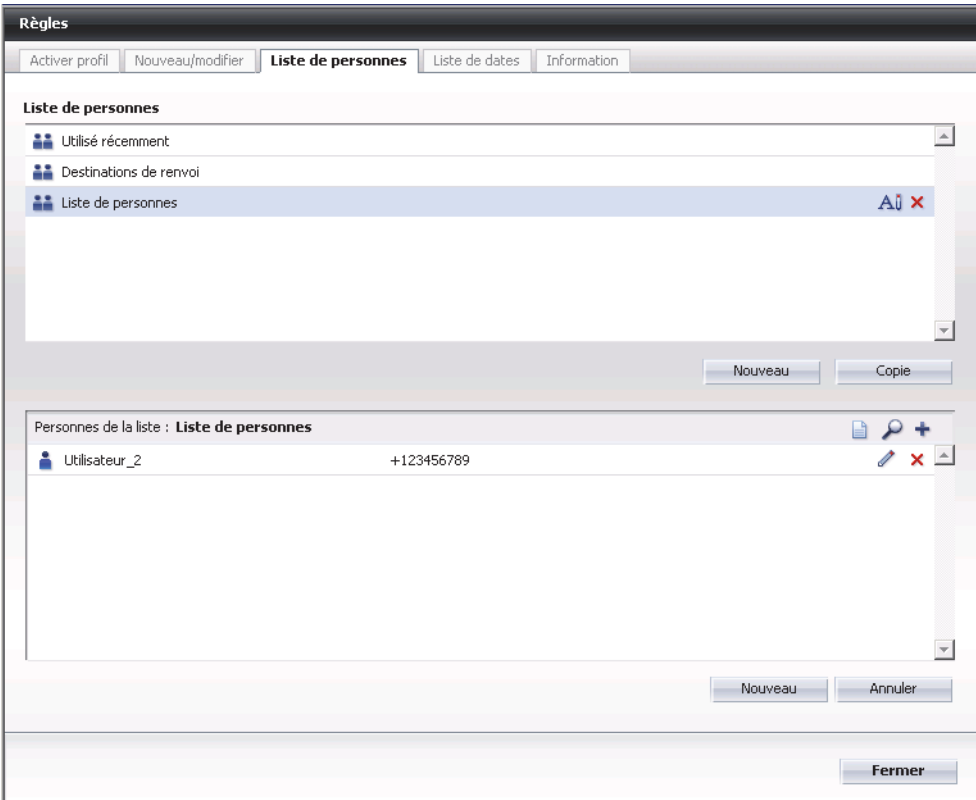 Règles
Activer profil Nouveau/modifier Liste de personnes Liste de dates Information
Liste de personnes
Utilisé récemment
Destinations de renvoi
Liste de personnes
Nouveau Copie
Personnes de la liste : Liste de personnes
Utilisateur_2 +123456789
Nouveau Annuler
Fermer